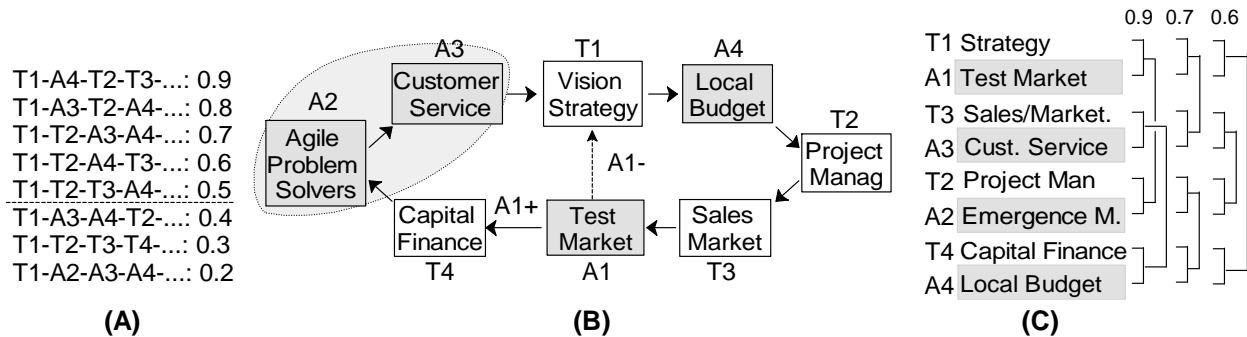 T1-A4-T2-T3-...: 0.9
T1-A3-T2-A4-...: 0.8
T1-T2-A3-A4-...: 0.7
T1-T2-A4-T3-...: 0.6
T1-T2-T3-A4-...: 0.5
T1-A3-A4-T2-...: 0.4
T1-T2-T3-T4-...: 0.3
T1-A2-A3-A4-...: 0.2
(A)
A3
Customer
Service
A2
Agile
Problem
Solvers
T1
Vision
Strategy
A4
Local
Budget
T2
Project
Manag
A1-
A1+
Capital
Finance
T4
Test
Market
A1
Sales
Market
T3
(B)
0.9 0.7 0.6
T1 Strategy
A1 Test Market
T3 Sales/Market.
A3 Cust. Service
T2 Project Man
A2 Emergence M.
T4 Capital Finance
A4 Local Budget
(C)